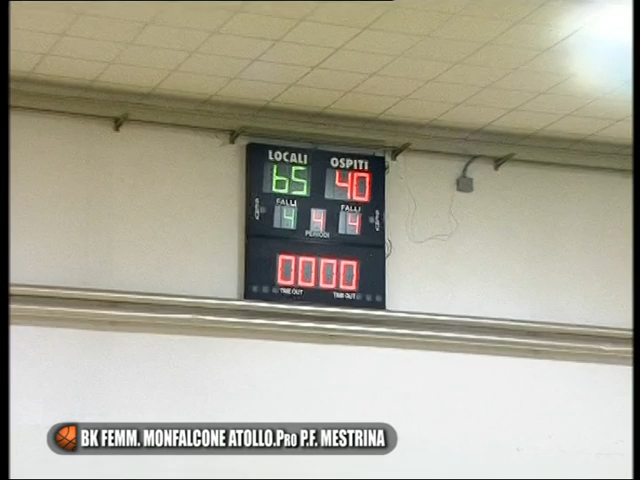 LOCALI OSPITI
65 40
FALLI FALLI
4 4 4
PERIODI
0000
TIME OUT TIME OUT
BK FEMM. MONFALCONE ATOLLO.PRO P.F. MESTRINA